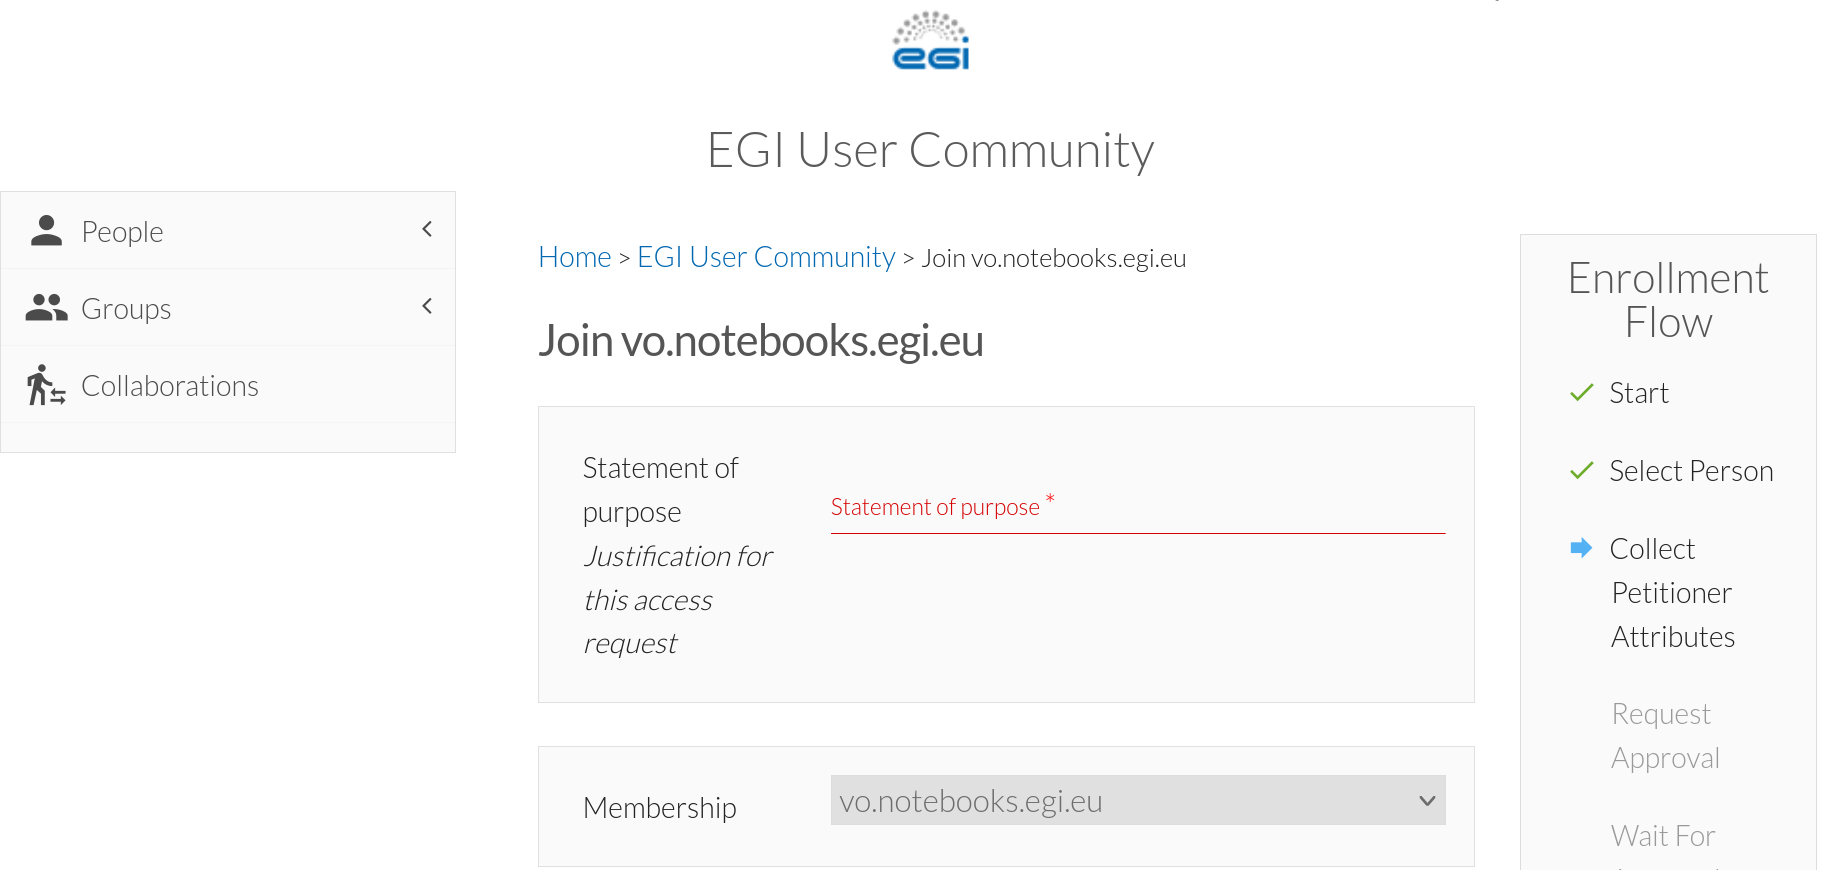 egi
EGI User Community
People
Groups
Collaborations
Home > EGI User Community > Join vo.notebooks.egi.eu
Join vo.notebooks.egi.eu
Statement of
purpose
Justification for
this access
request
Statement of purpose *
Membership
vo.notebooks.egi.eu
Enrollment
Flow
Start
Select Person
Collect
Petitioner
Attributes
Request
Approval
Wait For